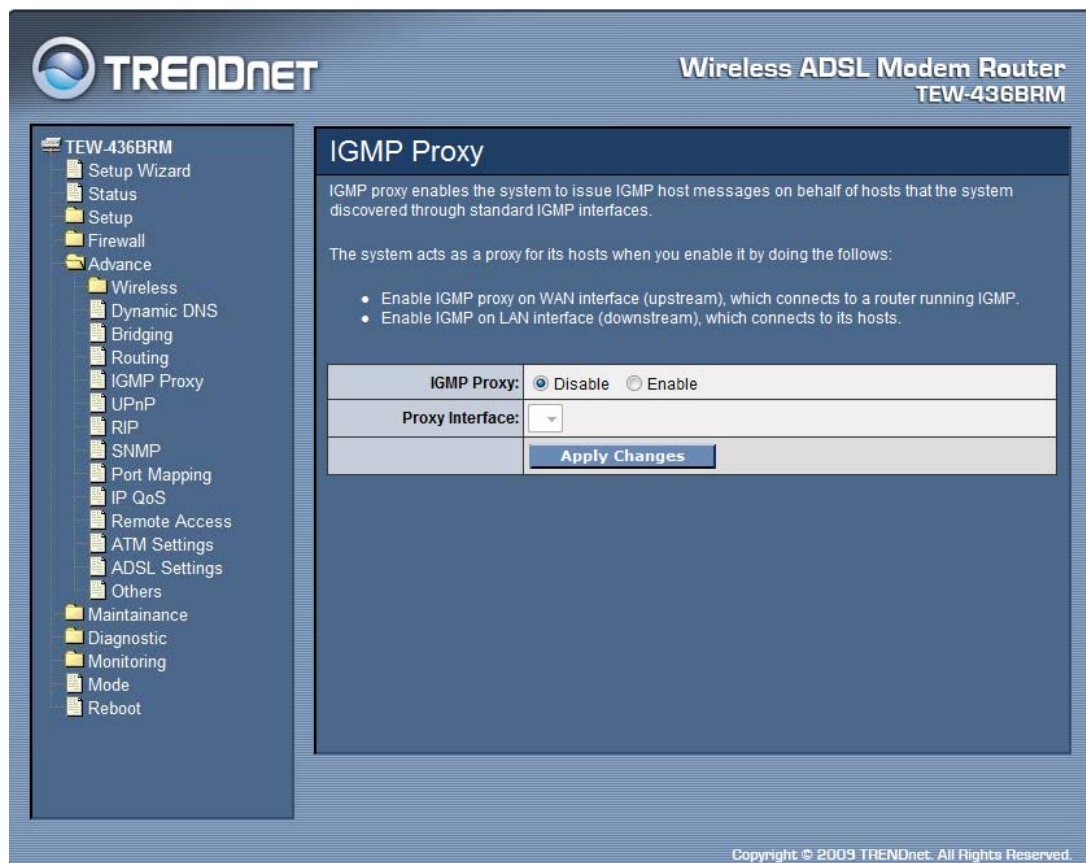 TRENDNET
Wireless ADSL Modem Router
TEW-436BRM
TEW-436BRM
Setup Wizard
Status
Setup
Firewall
Advance
Wireless
Dynamic DNS
Bridging
Routing
IGMP Proxy
UPnP
RIP
SNMP
Port Mapping
IP QoS
Remote Access
ATM Settings
ADSL Settings
Others
Maintainance
Diagnostic
Monitoring
Mode
Reboot
IGMP Proxy
IGMP proxy enables the system to issue IGMP host messages on behalf of hosts that the system
discovered through standard IGMP interfaces.
The system acts as a proxy for its hosts when you enable it by doing the follows:
● Enable IGMP proxy on WAN interface (upstream), which connects to a router running IGMP.
● Enable IGMP on LAN interface (downstream), which connects to its hosts.
IGMP Proxy: Disable Enable
Proxy Interface:
Apply Changes
Copyright © 2009 TRENDnet. All Rights Reserved.